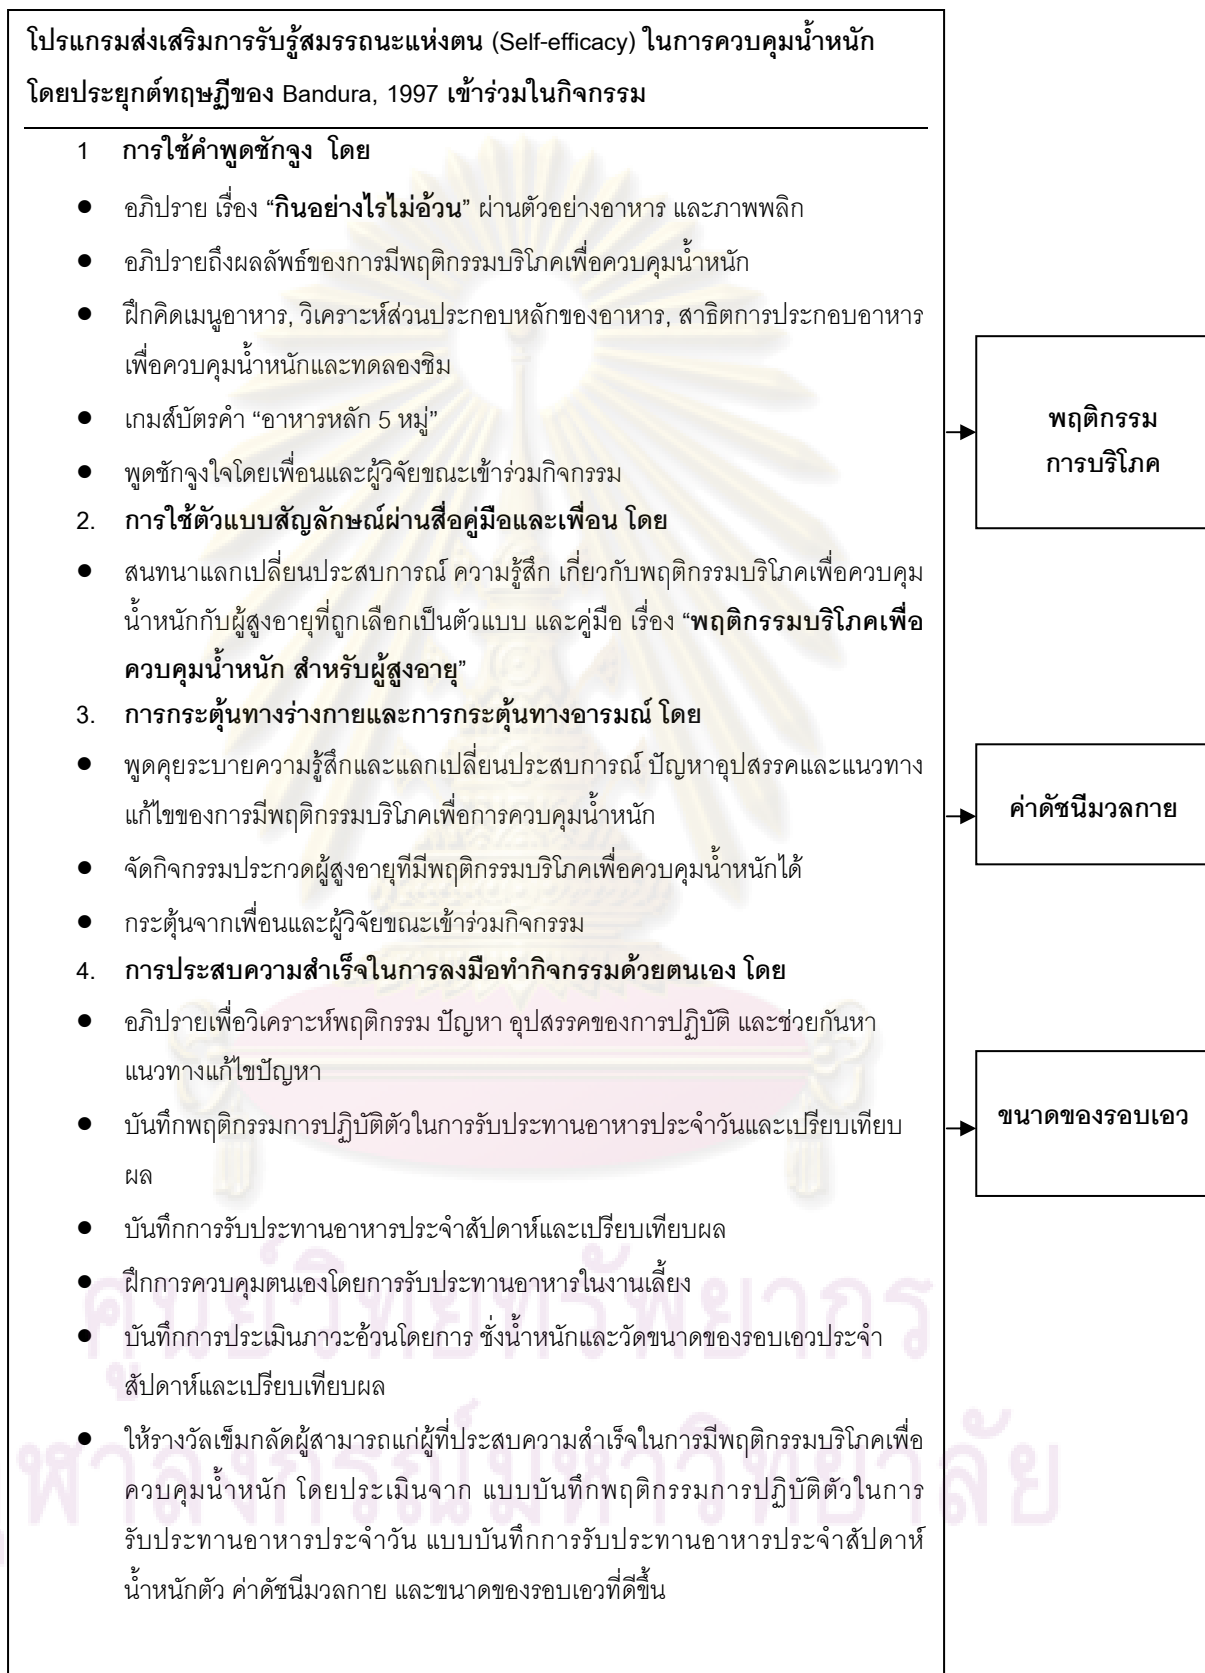 โปรแกรมส่งเสริมการรับรู้สมรรถนะแห่งตน (Self-efficacy) ในการควบคุมน้ำหนัก
โดยประยุกต์ทฤษฏีของ Bandura, 1997 เข้าร่วมในกิจกรรม
1 การใช้คำพูดชักจูง โดย
● อภิปราย เรื่อง “กินอย่างไรไม่อ้วน” ผ่านตัวอย่างอาหาร และภาพพลิก
● อภิปรายถึงผลลัพธ์ของการมีพฤติกรรมบริโภคเพื่อควบคุมน้ำหนัก
● ฝึกคิดเมนูอาหาร, วิเคราะห์ส่วนประกอบหลักของอาหาร, สาธิตการประกอบอาหาร
เพื่อควบคุมน้ำหนักและทดลองชิม
● เกมส์บัตรคำ “อาหารหลัก 5 หมู่”
● พูดชักจูงใจโดยเพื่อนและผู้วิจัยขณะเข้าร่วมกิจกรรม
2. การใช้ตัวแบบสัญลักษณ์ผ่านสื่อคู่มือและเพื่อน โดย
● สนทนาแลกเปลี่ยนประสบการณ์ ความรู้สึก เกี่ยวกับพฤติกรรมบริโภคเพื่อควบคุม
น้ำหนักกับผู้สูงอายุที่ถูกเลือกเป็นตัวแบบ และคู่มือ เรื่อง “พฤติกรรมบริโภคเพื่อ
ควบคุมน้ำหนัก สำหรับผู้สูงอายุ”
3. การกระตุ้นทางร่างกายและการกระตุ้นทางอารมณ์ โดย
● พูดคุยระบายความรู้สึกและแลกเปลี่ยนประสบการณ์ ปัญหาอุปสรรคและแนวทาง
แก้ไขของการมีพฤติกรรมบริโภคเพื่อการควบคุมน้ำหนัก
● จัดกิจกรรมประกวดผู้สูงอายุที่มีพฤติกรรมบริโภคเพื่อควบคุมน้ำหนักได้
● กระตุ้นจากเพื่อนและผู้วิจัยขณะเข้าร่วมกิจกรรม
4. การประสบความสำเร็จในการลงมือทำกิจกรรมด้วยตนเอง โดย
● อภิปรายเพื่อวิเคราะห์พฤติกรรม ปัญหา อุปสรรคของการปฏิบัติ และช่วยกันหา
แนวทางแก้ไขปัญหา
● บันทึกพฤติกรรมการปฏิบัติตัวในการรับประทานอาหารประจำวันและเปรียบเทียบ
ผล
● บันทึกการรับประทานอาหารประจำสัปดาห์และเปรียบเทียบผล
● ฝึกการควบคุมตนเองโดยการรับประทานอาหารในงานเลี้ยง
● บันทึกการประเมินภาวะอ้วนโดยการ ชั่งน้ำหนักและวัดขนาดของรอบเอวประจำ
สัปดาห์และเปรียบเทียบผล
● ให้รางวัลเข็มกลัดผู้สามารถแก่ผู้ที่ประสบความสำเร็จในการมีพฤติกรรมบริโภคเพื่อ
ควบคุมน้ำหนัก โดยประเมินจาก แบบบันทึกพฤติกรรมการปฏิบัติตัวในการ
รับประทานอาหารประจำวัน แบบบันทึกการรับประทานอาหารประจำสัปดาห์
น้ำหนักตัว ค่าดัชนีมวลกาย และขนาดของรอบเอวที่ดีขึ้น
พฤติกรรม
การบริโภค
ค่าดัชนีมวลกาย
ขนาดของรอบเอว
ศูนย์วิทยทรัพยากร
ฬาลงกรณ์มหาวิทยาลัย